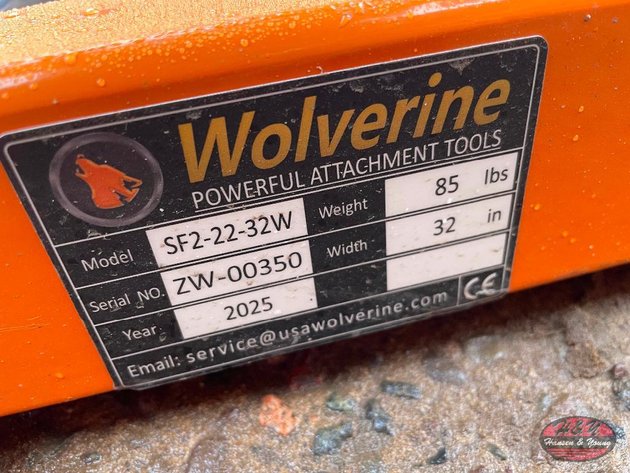 Wolverine
POWERFUL ATTACHMENT TOOLS
Model SF2-22-32W Weight 85 lbs
Serial NO. ZW-00350 Width 32 in
Year 2025
Email: service@usawolverine.com CE
H&Y
Hansen & Young